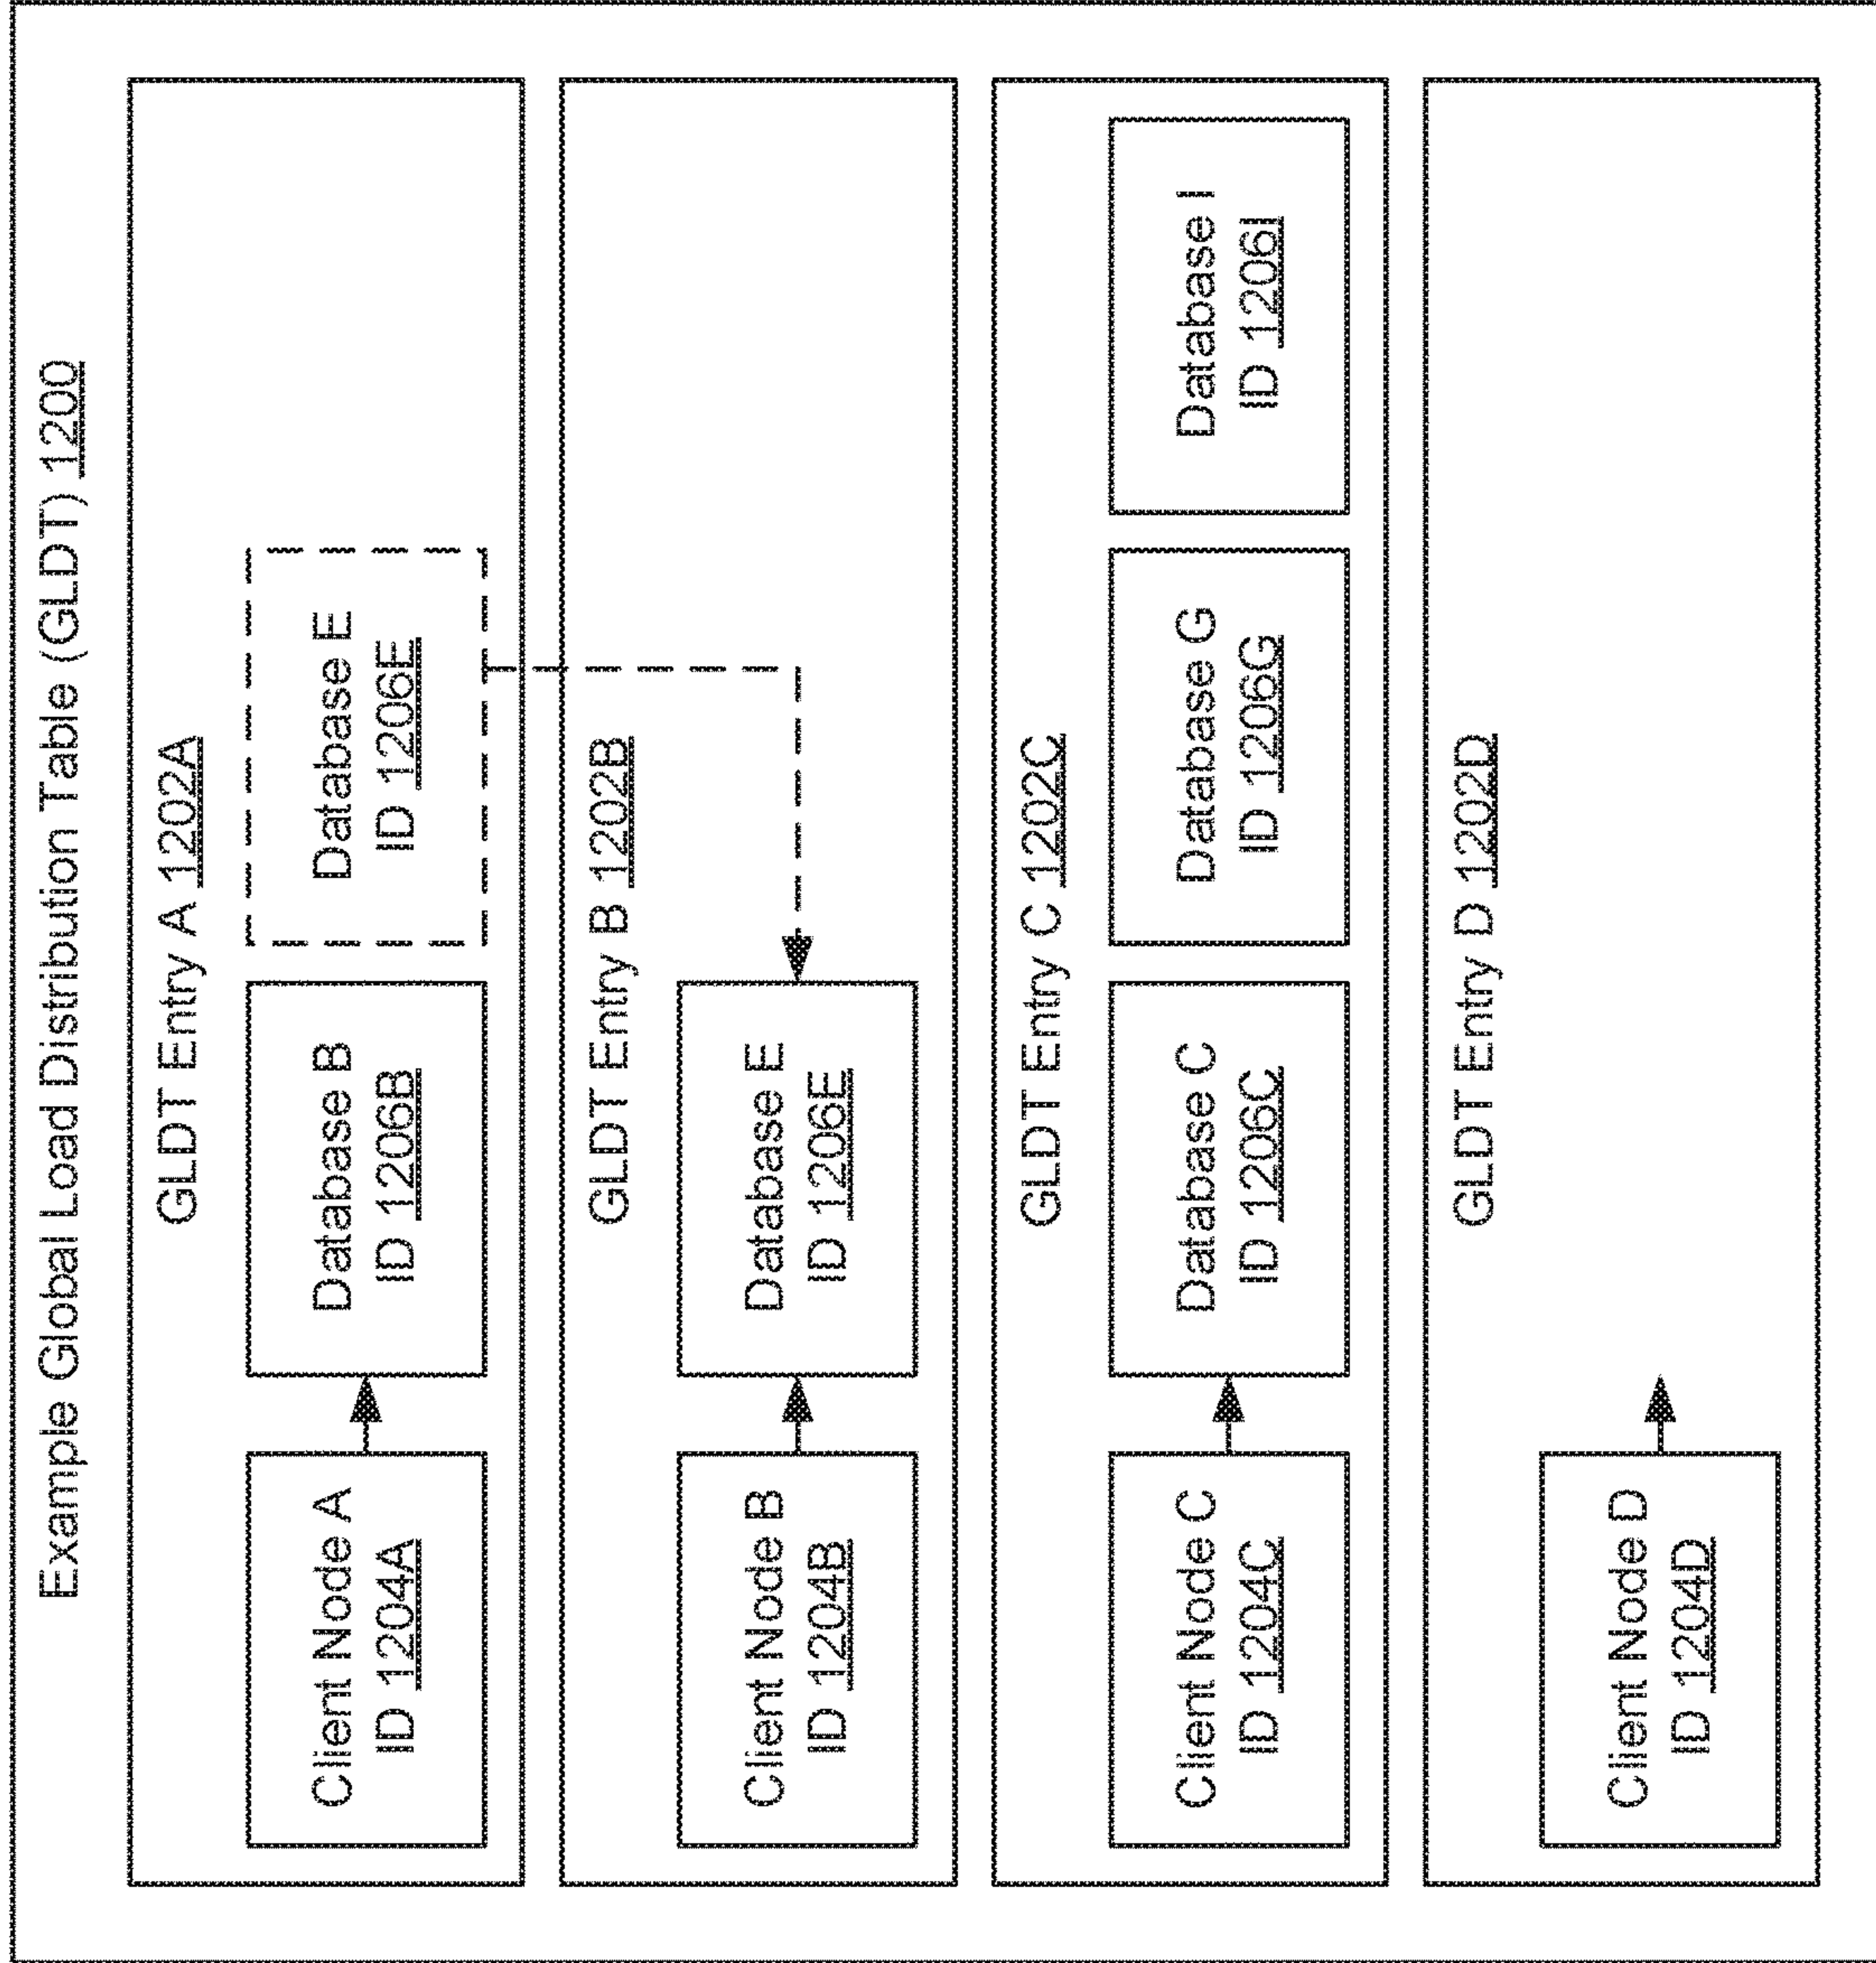 Example Global Load Distribution Table (GLDT) 1200
GLDT Entry A 1202A
Client Node A
ID 1204A
Database B
ID 1206B
Database E
ID 1206E
GLDT Entry B 1202B
Client Node B
ID 1204B
Database E
ID 1206E
GLDT Entry C 1202C
Client Node C
ID 1204C
Database C
ID 1206C
Database G
ID 1206G
Database I
ID 1206I
GLDT Entry D 1202D
Client Node D
ID 1204D